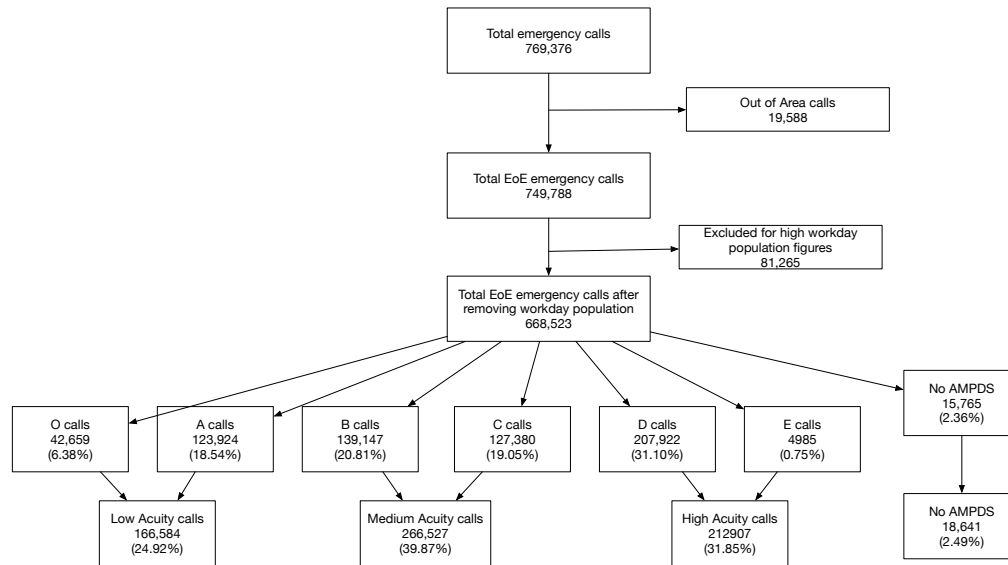 Total emergency calls
769,376
Out of Area calls
19,588
Total EoE emergency calls
749,788
Excluded for high workday
population figures
81,265
Total EoE emergency calls after
removing workday population
668,523
No AMPDS
15,765
(2.36%)
O calls
42,659
(6.38%)
A calls
123,924
(18.54%)
B calls
139,147
(20.81%)
C calls
127,380
(19.05%)
D calls
207,922
(31.10%)
E calls
4985
(0.75%)
Low Acuity calls
166,584
(24.92%)
Medium Acuity calls
266,527
(39.87%)
High Acuity calls
212907
(31.85%)
No AMPDS
18,641
(2.49%)